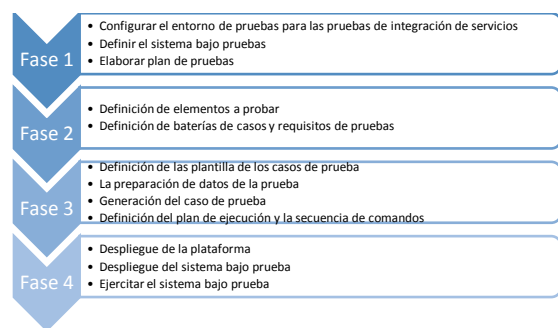 Fase 1
• Configurar el entorno de pruebas para las pruebas de integración de servicios
• Definir el sistema bajo pruebas
• Elaborar plan de pruebas
Fase 2
• Definición de elementos a probar
• Definición de baterías de casos y requisitos de pruebas
Fase 3
• Definición de las plantilla de los casos de prueba
• La preparación de datos de la prueba
• Generación del caso de prueba
• Definición del plan de ejecución y la secuencia de comandos
Fase 4
• Despliegue de la plataforma
• Despliegue del sistema bajo prueba
• Ejercitar el sistema bajo prueba